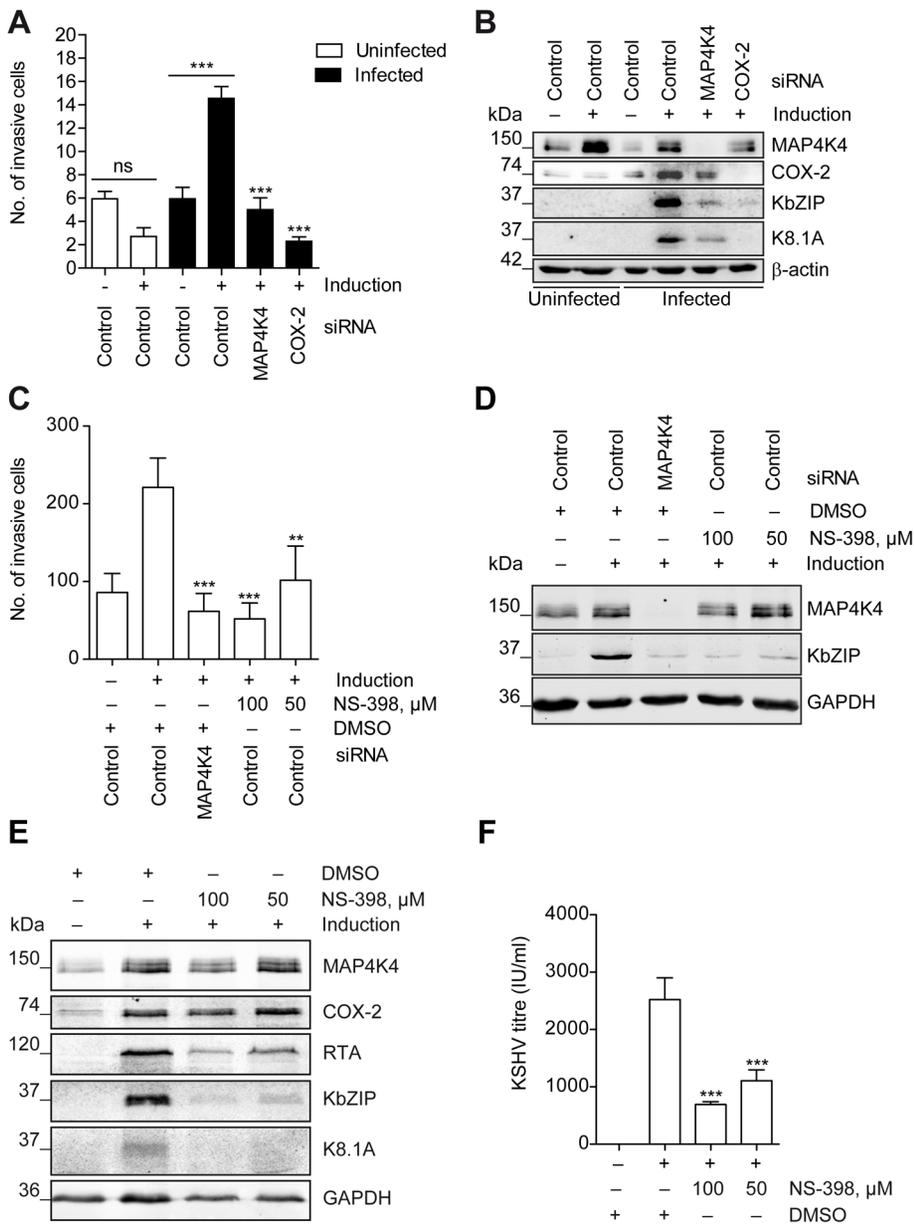 A
No. of invasive cells
20
18
16
14
12
10
8
6
4
2
0
Uninfected
Infected
ns
***
***
***
- + - + + + Induction
Control Control Control Control MAP4K4 COX-2 siRNA
B
Control Control Control Control MAP4K4 COX-2 siRNA
kDa – + – + + + Induction
150 MAP4K4
74 COX-2
37 KbZIP
37 K8.1A
42 β-actin
Uninfected Infected
C
No. of invasive cells
300
200
100
0
***
***
**
– + + + + Induction
– – – 100 50 NS-398, µM
+ + + – – DMSO
Control Control MAP4K4 Control Control siRNA
D
Control Control MAP4K4 Control Control siRNA
+ + + – – DMSO
– – – 100 50 NS-398, µM
kDa – + + + + Induction
150 MAP4K4
37 KbZIP
36 GAPDH
E
+ + – – DMSO
– – 100 50 NS-398, µM
kDa – + + + Induction
150 MAP4K4
74 COX-2
120 RTA
37 KbZIP
37 K8.1A
36 GAPDH
F
KSHV titre (IU/ml)
4000
3000
2000
1000
0
***
***
– + + + Induction
– – 100 50 NS-398, µM
+ + – – DMSO